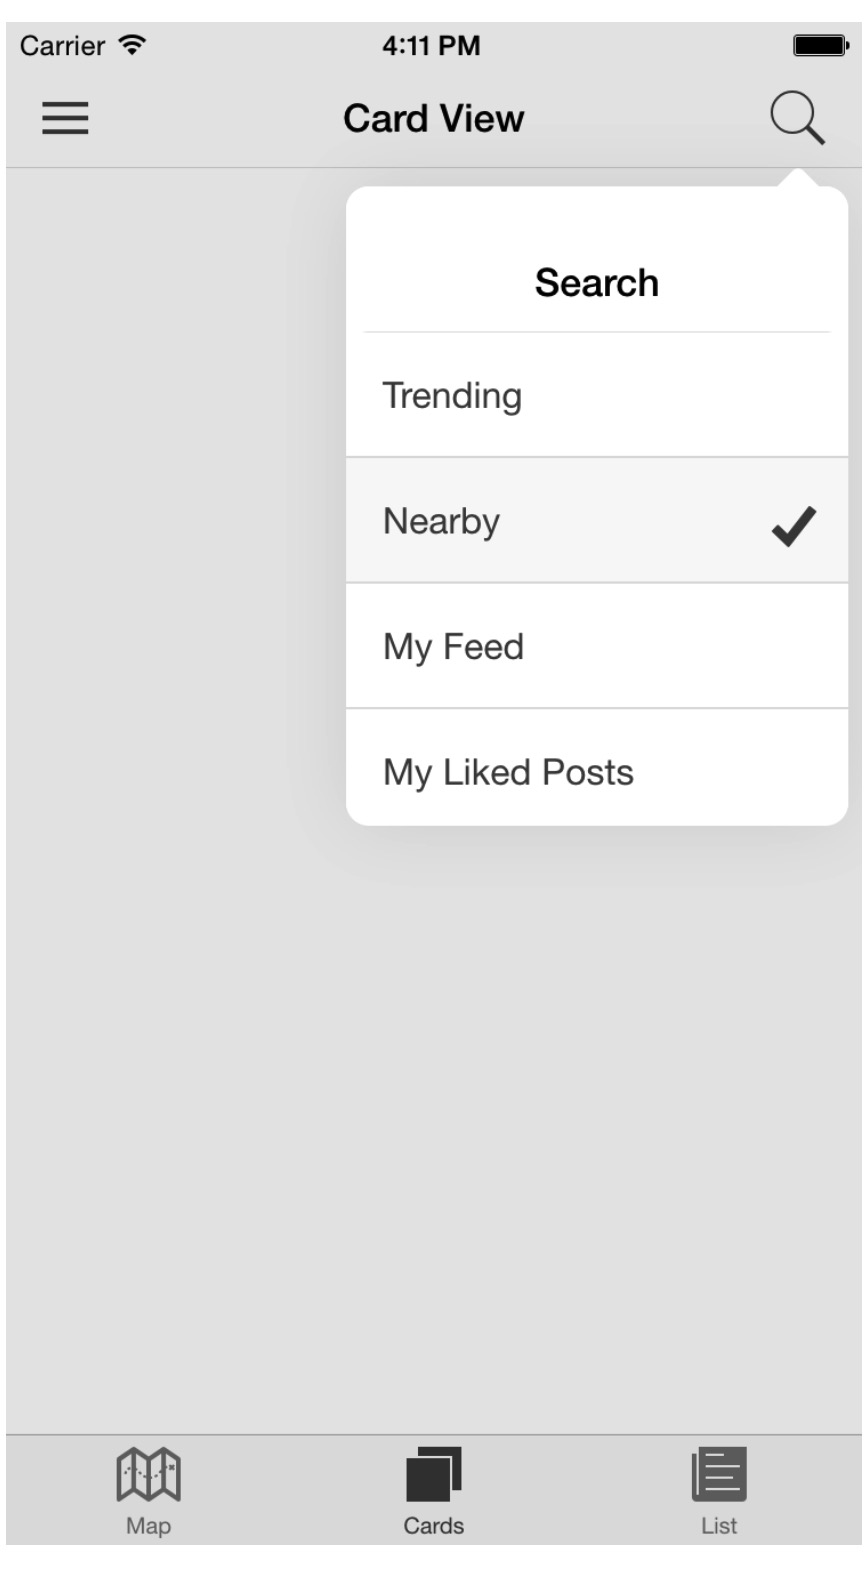 Carrier 4:11 PM
Card View
Search
Trending
Nearby
My Feed
My Liked Posts
Map Cards List